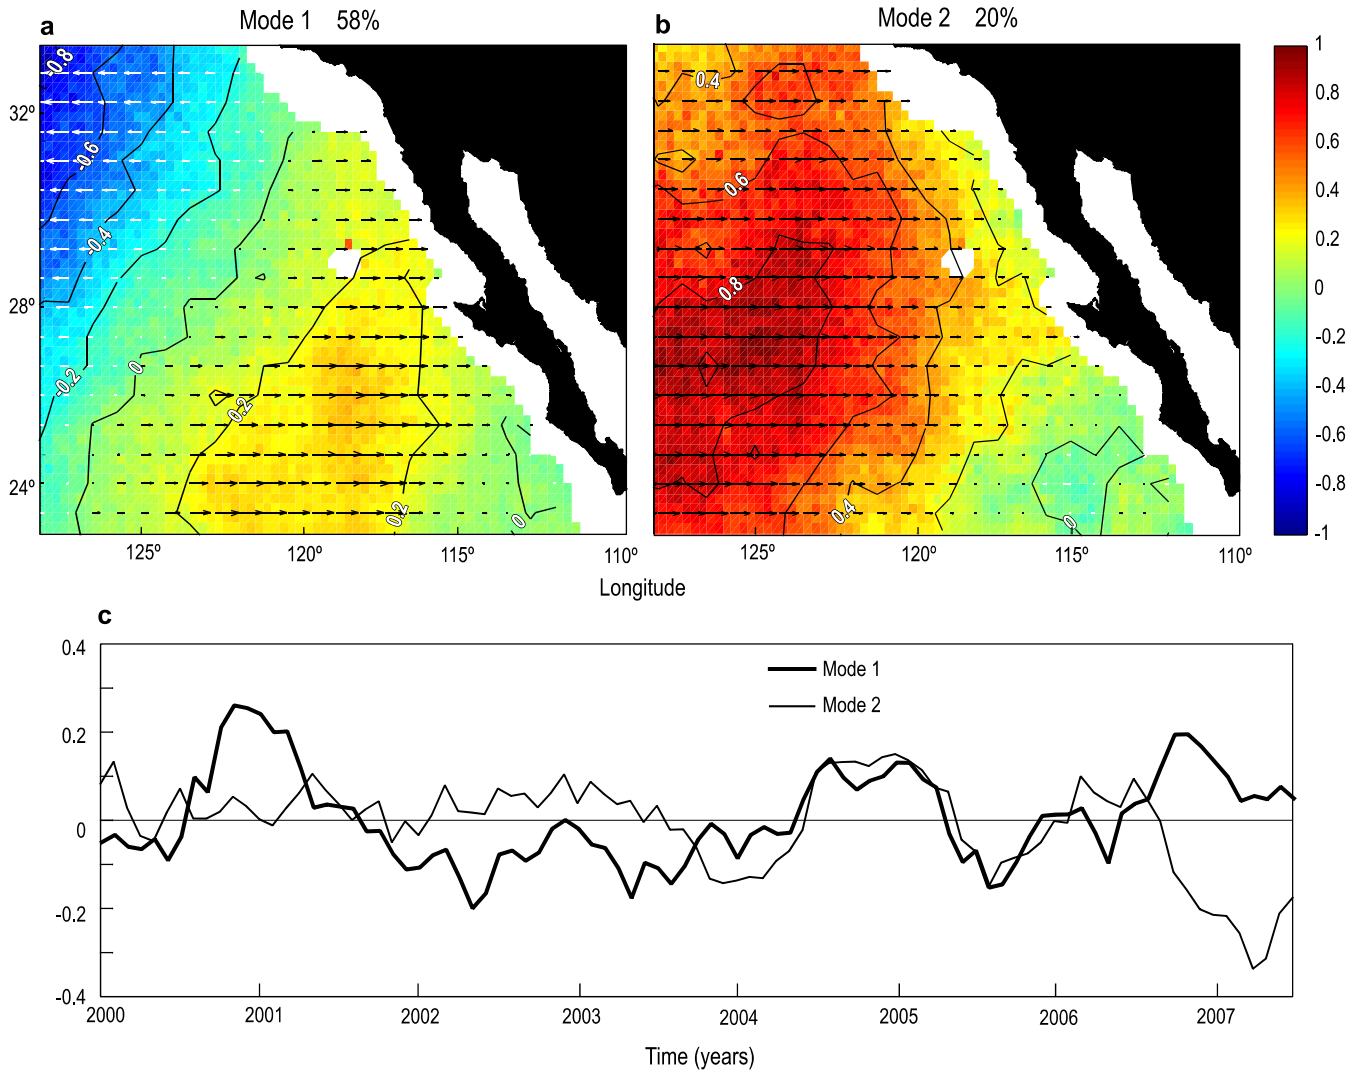 a Mode 1 58%
b Mode 2 20%
-0.8
-0.6
-0.4
-0.2
0
0.2
0.2
0
0.4
0.6
0.8
0.4
0
32º
28º
24º
125º 120º 115º 110º
125º 120º 115º 110º
1
0.8
0.6
0.4
0.2
0
-0.2
-0.4
-0.6
-0.8
-1
Longitude
c
0.4
0.2
0
-0.2
-0.4
Mode 1
Mode 2
2000 2001 2002 2003 2004 2005 2006 2007
Time (years)